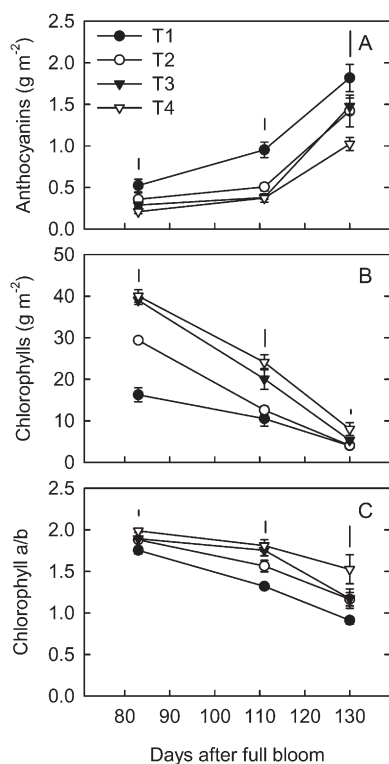 A
T1
T2
T3
T4
Anthocyanins (g m-2)
2.5
2.0
1.5
1.0
0.5
0.0
B
Chlorophylls (g m-2)
50
40
30
20
10
0
C
Chlorophyll a/b
2.5
2.0
1.5
1.0
0.5
0.0
80 90 100 110 120 130
Days after full bloom